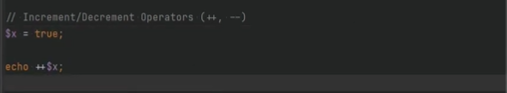 // Increment/Decrement Operators (++, --)
$x = true;
echo ++$x;